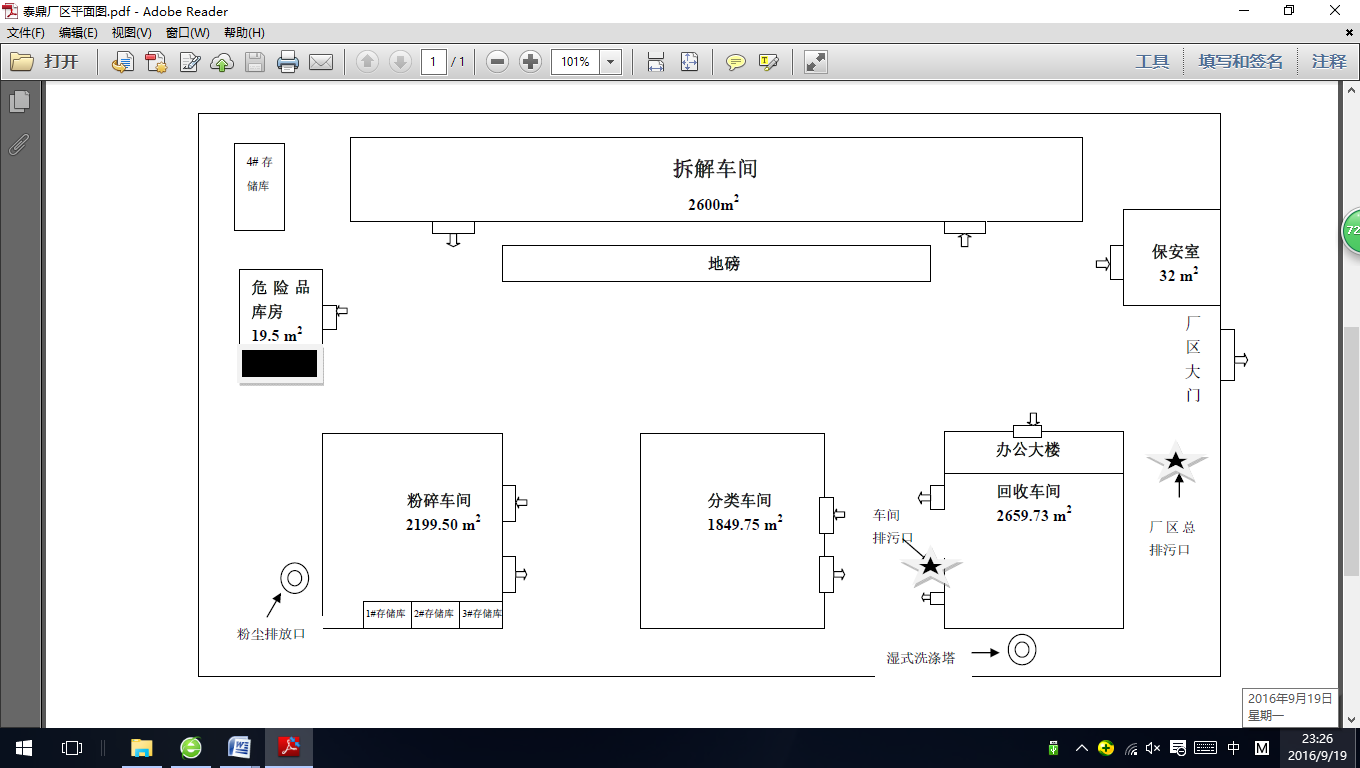 泰鼎厂区平面图.pdf - Adobe Reader
文件(F) 编辑(E) 视图(V) 窗口(W) 帮助(H)
打开 1 / 1 101% 工具 填写和签名 注释
4# 存
储库
拆解车间
2600m²
地磅
保安室
32 m²
危险品
库房
19.5 m²
厂
区
大
门
72
办公大楼
粉碎车间
2199.50 m²
分类车间
1849.75 m²
回收车间
2659.73 m²
车间
排污口
厂区总
排污口
1#存储库 2#存储库 3#存储库
粉尘排放口
湿式洗涤塔
2016年9月19日
星期一
中 M
23:26
2016/9/19